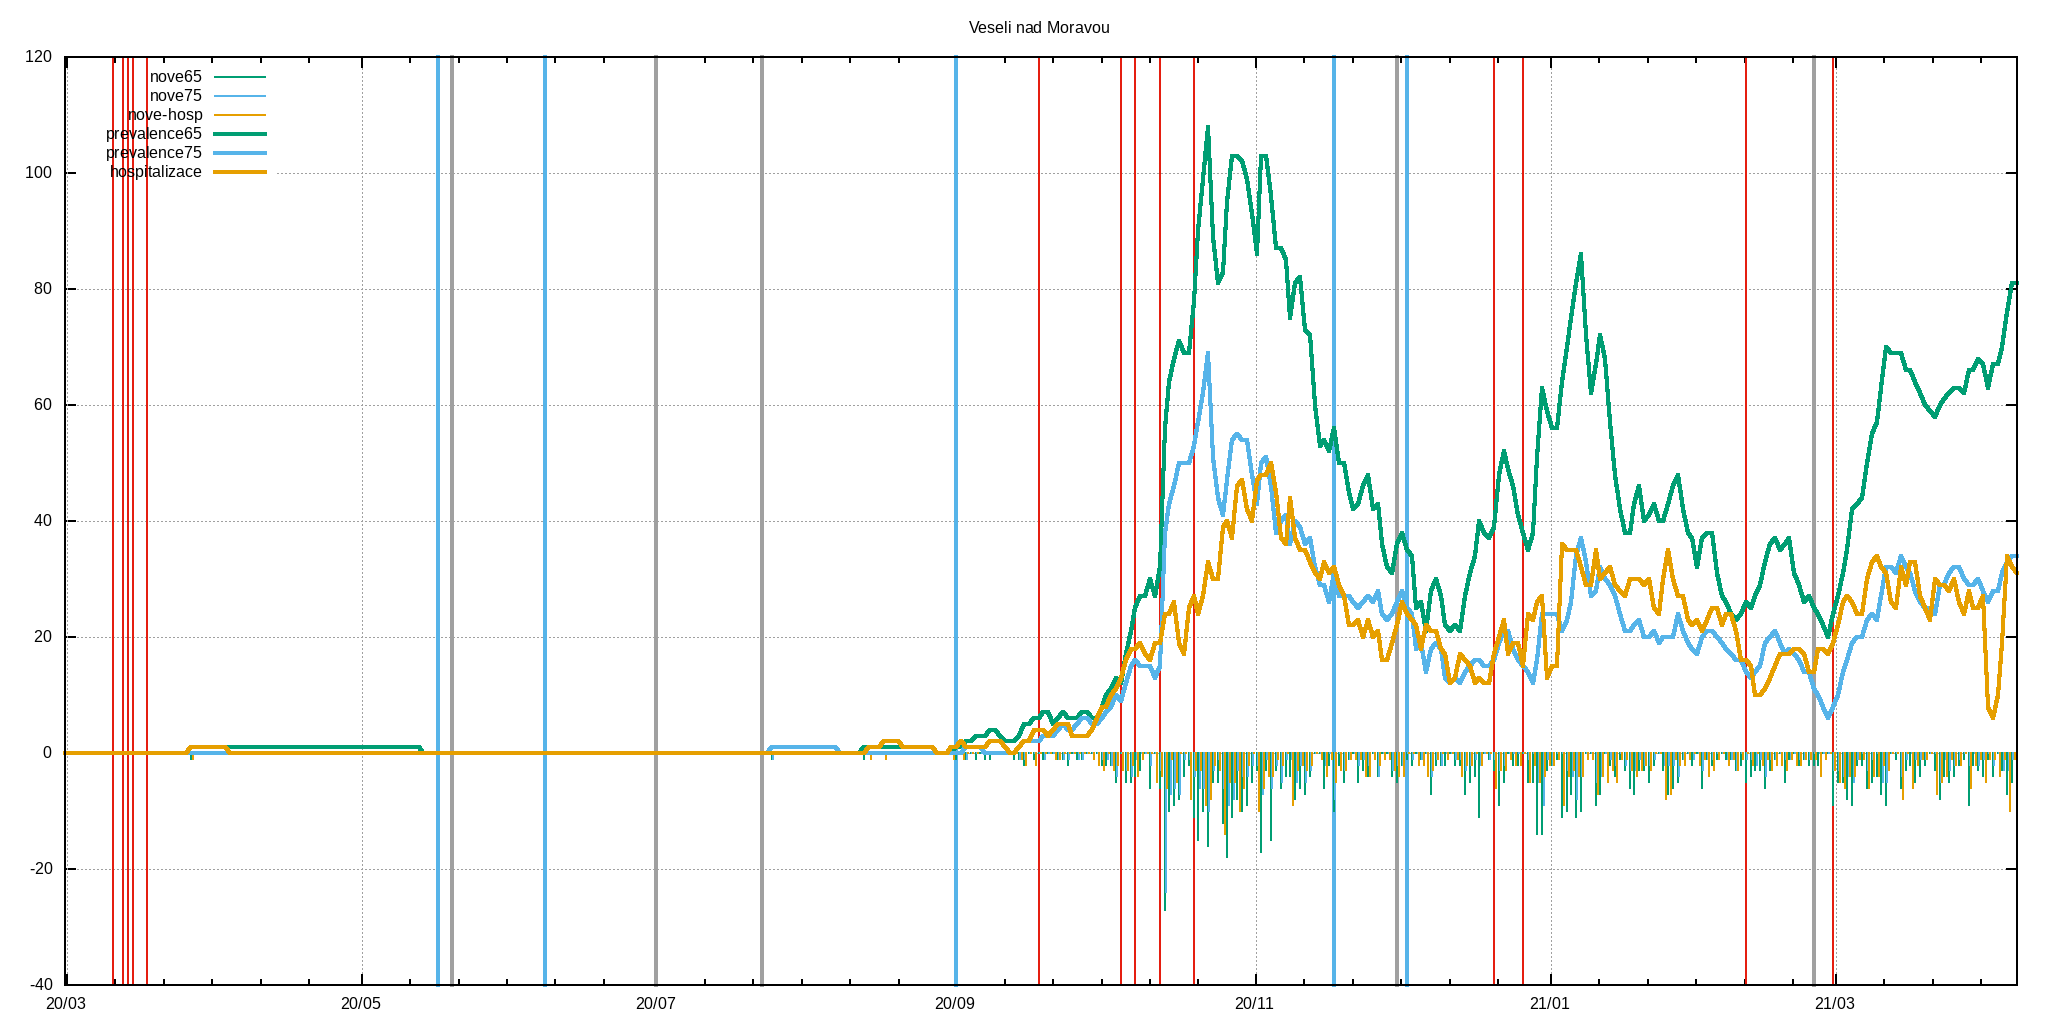 Veseli nad Moravou
120
100
80
60
40
20
0
-20
-40
nove65
nove75
nove-hosp
prevalence65
prevalence75
hospitalizace
20/03 20/05 20/07 20/09 20/11 21/01 21/03